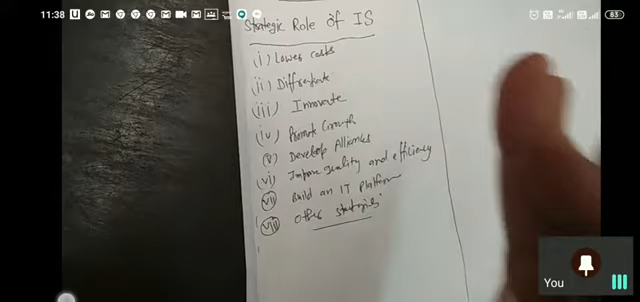 11:38
83
Strategic Role of IS
(i) Lower costs
(ii) Differentiate
(iii) Innovate
(iv) Promote Growth
(v) Develop Alliances
(vi) Improve quality and efficiency
(vii) Build an IT Platform
(viii) Other strategies
You